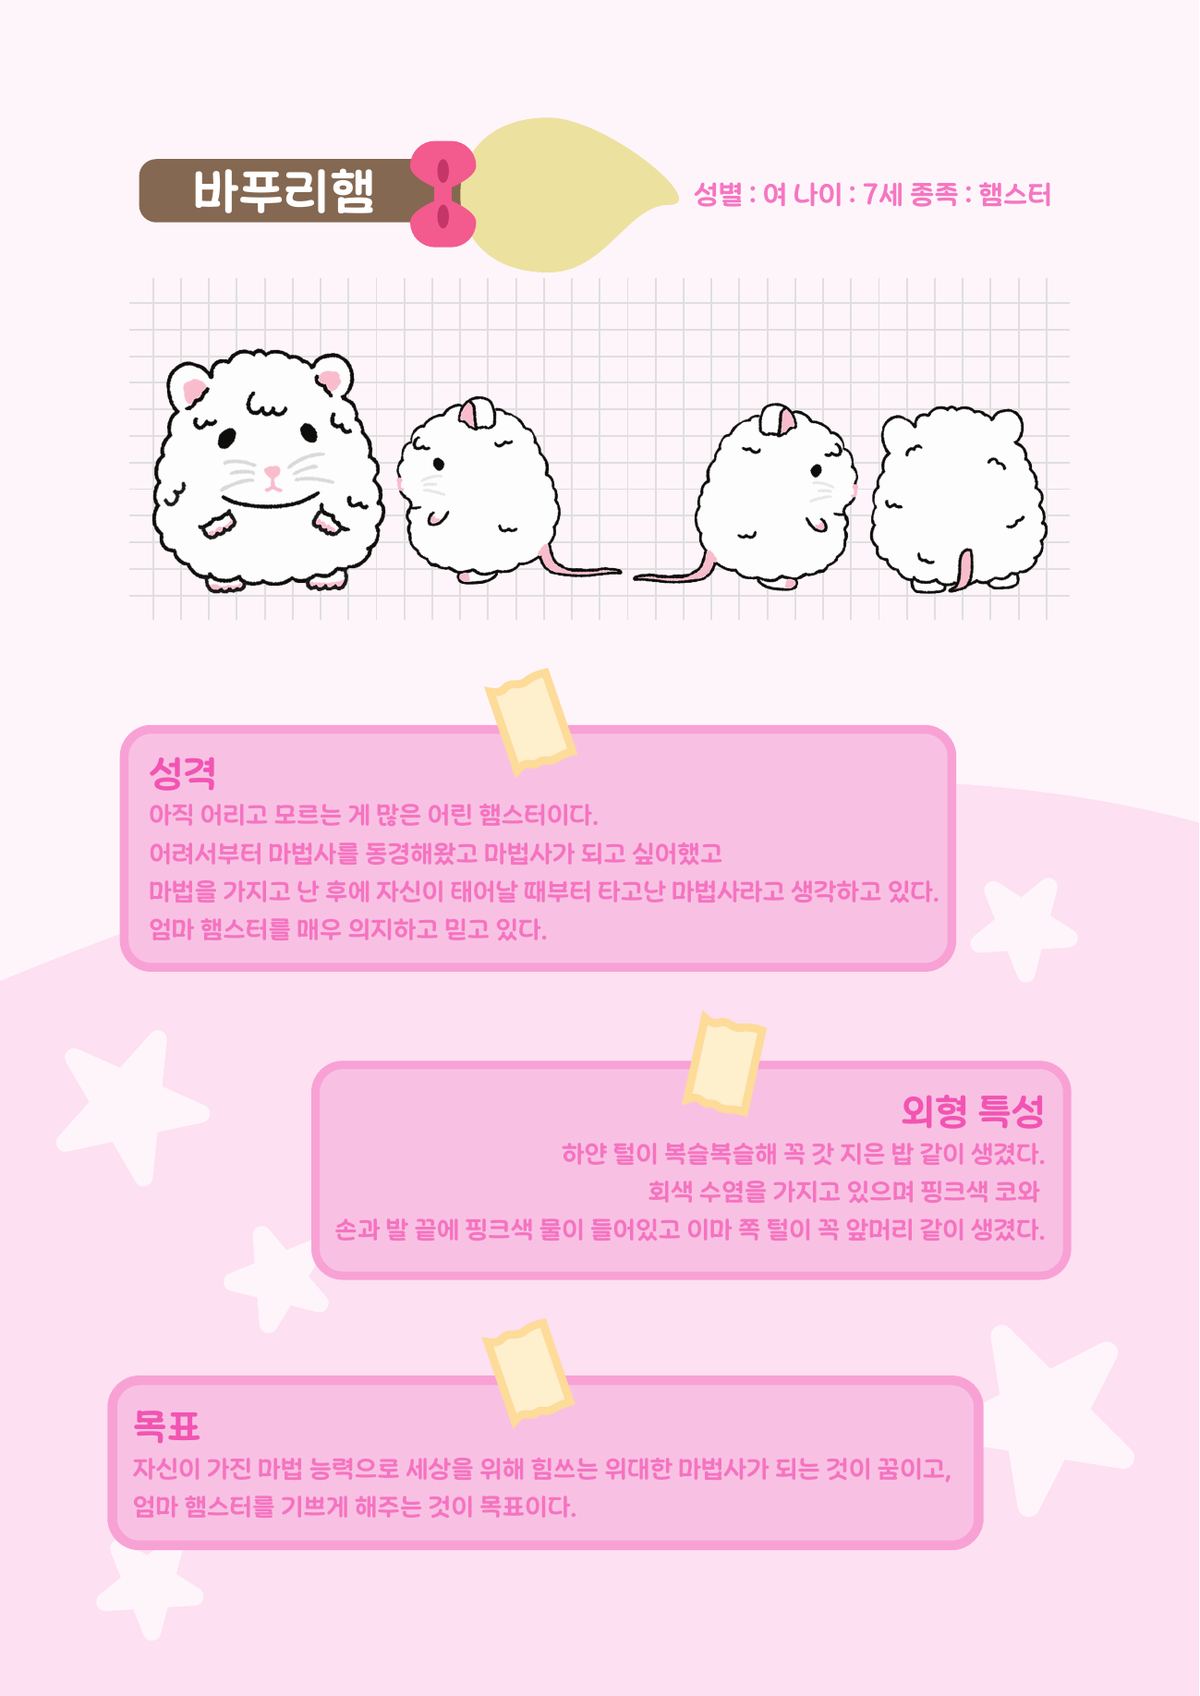 바푸리햄
성별 : 여 나이 : 7세 종족 : 햄스터
성격
아직 어리고 모르는 게 많은 어린 햄스터이다.
어려서부터 마법사를 동경해왔고 마법사가 되고 싶어했고
마법을 가지고 난 후에 자신이 태어날 때부터 타고난 마법사라고 생각하고 있다.
엄마 햄스터를 매우 의지하고 믿고 있다.
외형 특성
하얀 털이 복슬복슬해 꼭 갓 지은 밥 같이 생겼다.
회색 수염을 가지고 있으며 핑크색 코와
손과 발 끝에 핑크색 물이 들어있고 이마 쪽 털이 꼭 앞머리 같이 생겼다.
목표
자신이 가진 마법 능력으로 세상을 위해 힘쓰는 위대한 마법사가 되는 것이 꿈이고,
엄마 햄스터를 기쁘게 해주는 것이 목표이다.